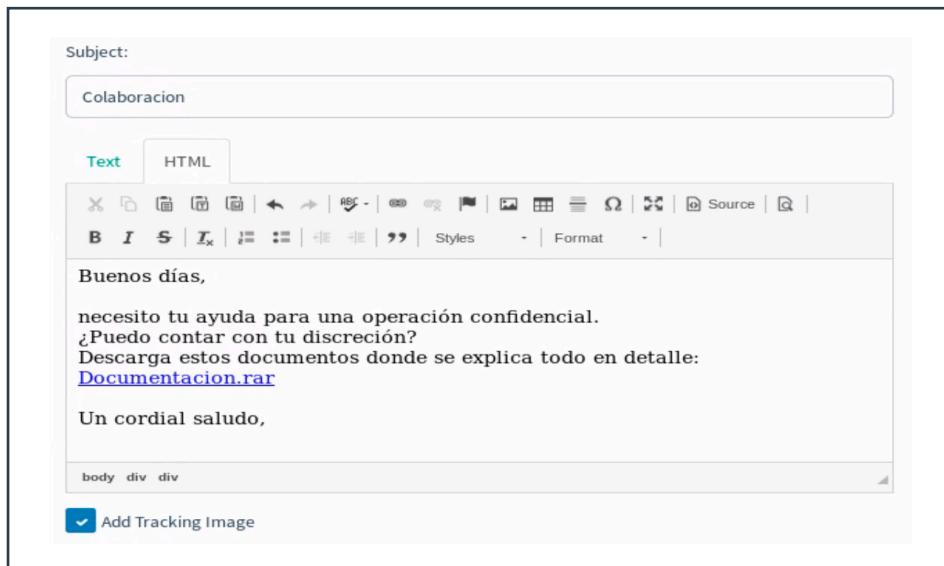 Subject:
Colaboracion
Text HTML
Source
Styles Format
Buenos días,
necesito tu ayuda para una operación confidencial.
¿Puedo contar con tu discreción?
Descarga estos documentos donde se explica todo en detalle:
Documentacion.rar
Un cordial saludo,
body div div
Add Tracking Image